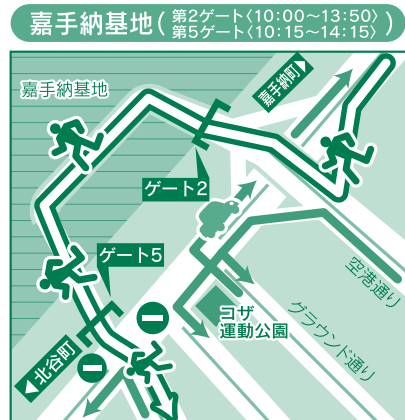 嘉手納基地(第2ゲート〈10:00～13:50〉
第5ゲート〈10:15～14:15〉)
嘉手納町▶
嘉手納基地
ゲート2
ゲート5
空港通り
コザ
運動公園
グラウンド通り
◀北谷町